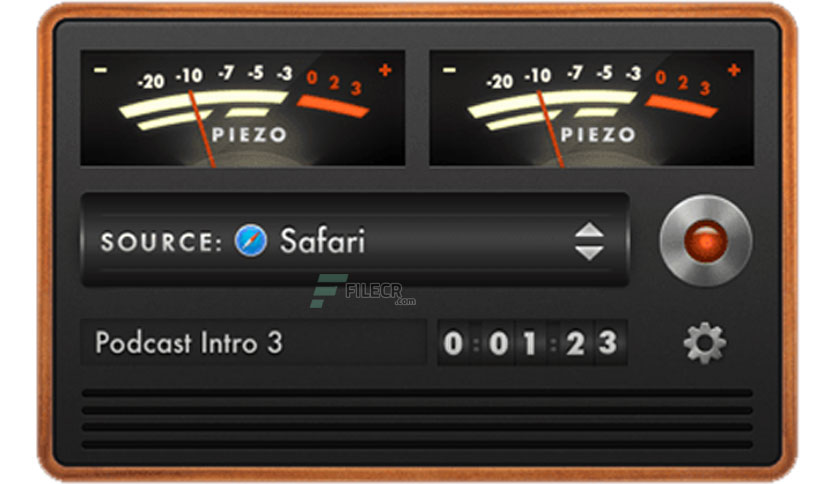 − -20 -10 -7 -5 -3 0 2 3 +
PIEZO
− -20 -10 -7 -5 -3 0 2 3 +
PIEZO
SOURCE: Safari
FILECR
.com
Podcast Intro 3
0:01:23